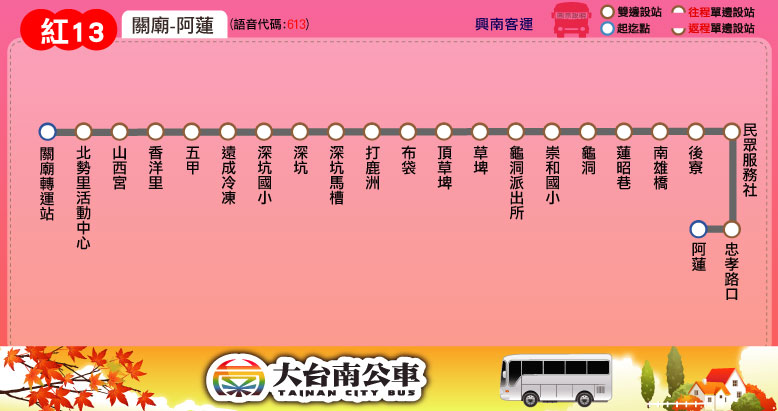 紅13
關廟-阿蓮
(語音代碼:613)
興南客運
雙邊設站
往程單邊設站
起迄點
返程單邊設站
關廟轉運站
北勢里活動中心
山西宮
香洋里
五甲
遠成冷凍
深坑國小
深坑
深坑馬槽
打鹿洲
布袋
頂草埤
草埤
龜洞派出所
崇和國小
龜洞
蓮昭巷
南雄橋
後寮
民眾服務社
忠孝路口
阿蓮
大台南公車
TAINAN CITY BUS